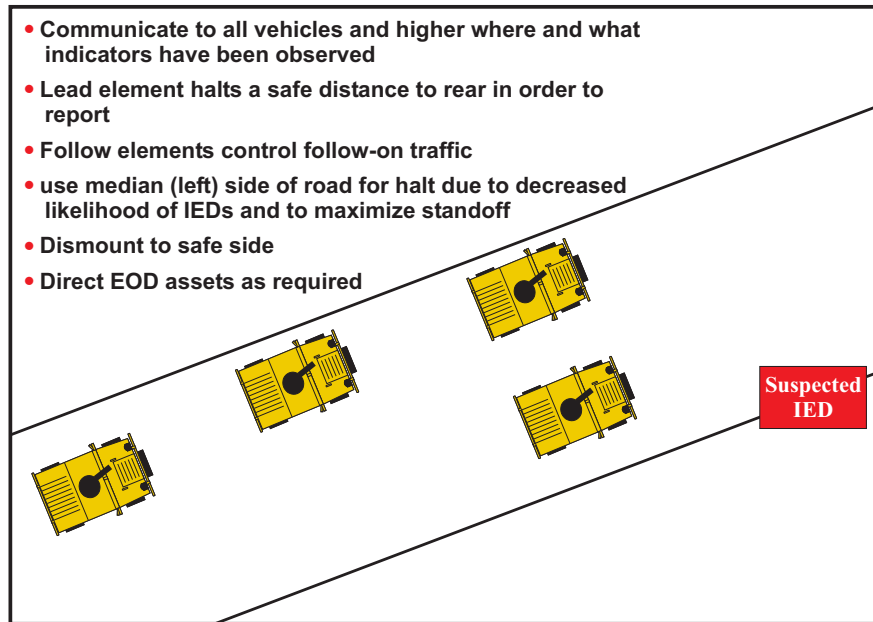 • Communicate to all vehicles and higher where and what
indicators have been observed
• Lead element halts a safe distance to rear in order to
report
• Follow elements control follow-on traffic
• use median (left) side of road for halt due to decreased
likelihood of IEDs and to maximize standoff
• Dismount to safe side
• Direct EOD assets as required
Suspected
IED